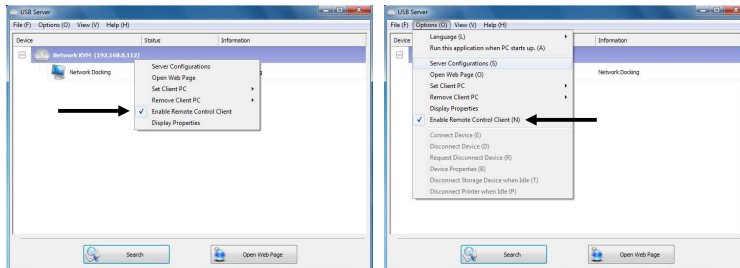 USB Server
File (F) Options (O) View (V) Help (H)
Device Status Information
Network KVM (192.168.0.112)
Network Docking
Server Configurations
Open Web Page
Set Client PC
Remove Client PC
Enable Remote Control Client
Display Properties
Search Open Web Page
USB Server
File (F) Options (O) View (V) Help (H)
Device Information
Language (L)
Run this application when PC starts up. (A)
Server Configurations (S)
Open Web Page (O)
Network Docking
Set Client PC
Remove Client PC
Display Properties
Enable Remote Control Client (N)
Connect Device (E)
Disconnect Device (D)
Request Disconnect Device (R)
Device Properties (B)
Disconnect Storage Device when Idle (T)
Disconnect Printer when Idle (P)
Search Open Web Page